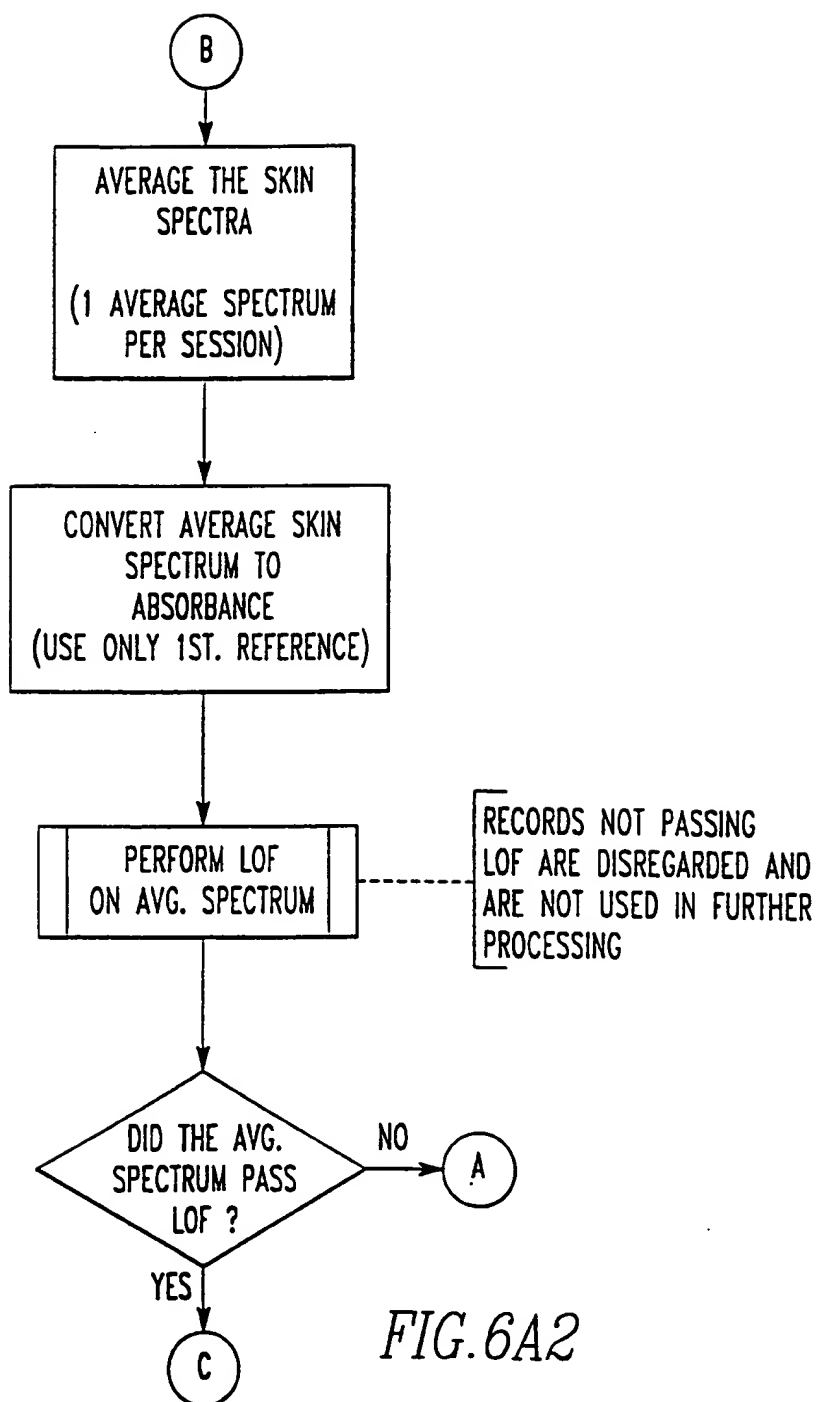 B
AVERAGE THE SKIN
SPECTRA
(1 AVERAGE SPECTRUM
PER SESSION)
CONVERT AVERAGE SKIN
SPECTRUM TO
ABSORBANCE
(USE ONLY 1ST. REFERENCE)
PERFORM LOF
ON AVG. SPECTRUM
RECORDS NOT PASSING
LOF ARE DISREGARDED AND
ARE NOT USED IN FURTHER
PROCESSING
DID THE AVG.
SPECTRUM PASS
LOF ?
NO
A
YES
C
FIG.6A2